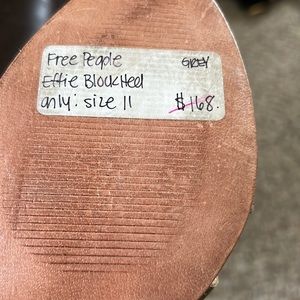 Free People GREY
Effie Block Heel
only: size 11 $168.